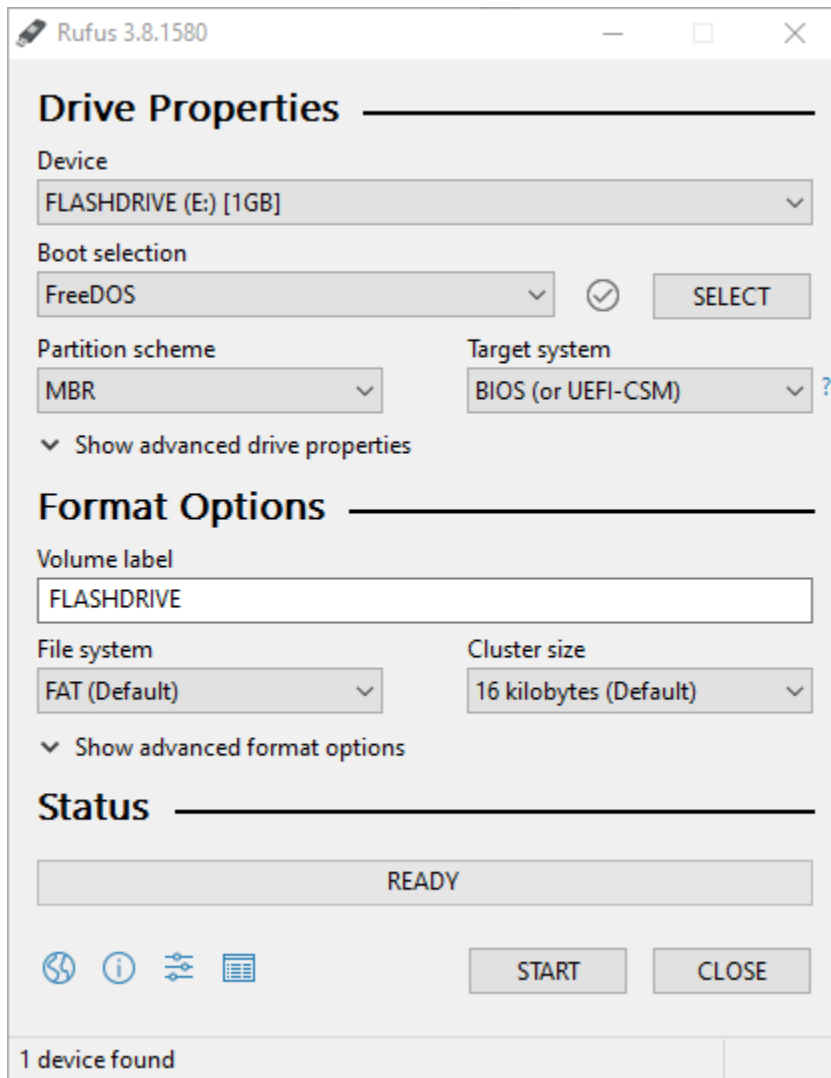 Rufus 3.8.1580
Drive Properties
Device
FLASHDRIVE (E:) [1GB]
Boot selection
FreeDOS
SELECT
Partition scheme
Target system
MBR
BIOS (or UEFI-CSM)
?
Show advanced drive properties
Format Options
Volume label
FLASHDRIVE
File system
Cluster size
FAT (Default)
16 kilobytes (Default)
Show advanced format options
Status
READY
START
CLOSE
1 device found